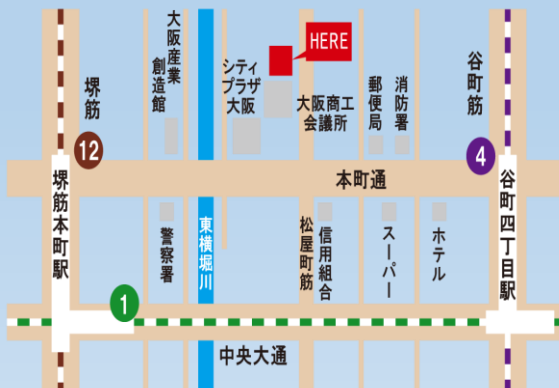 大阪産業
創造館
HERE
シティ
プラザ
大阪
大阪商工
会議所
郵便局
消防署
谷町筋
堺筋
12
4
本町通
堺筋本町駅
谷町四丁目駅
東横堀川
警察署
松屋町筋
信用組合
スーパー
ホテル
1
中央大通